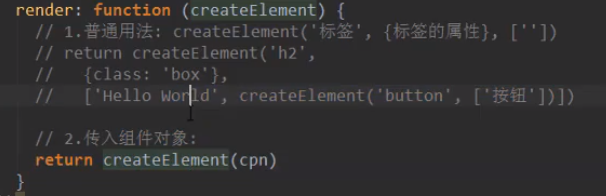 render: function (createElement) {
// 1.普通用法: createElement('标签', {标签的属性}, [''])
// return createElement('h2',
//   {class: 'box'},
//   ['Hello World', createElement('button', ['按钮'])])
// 2.传入组件对象:
return createElement(cpn)
}